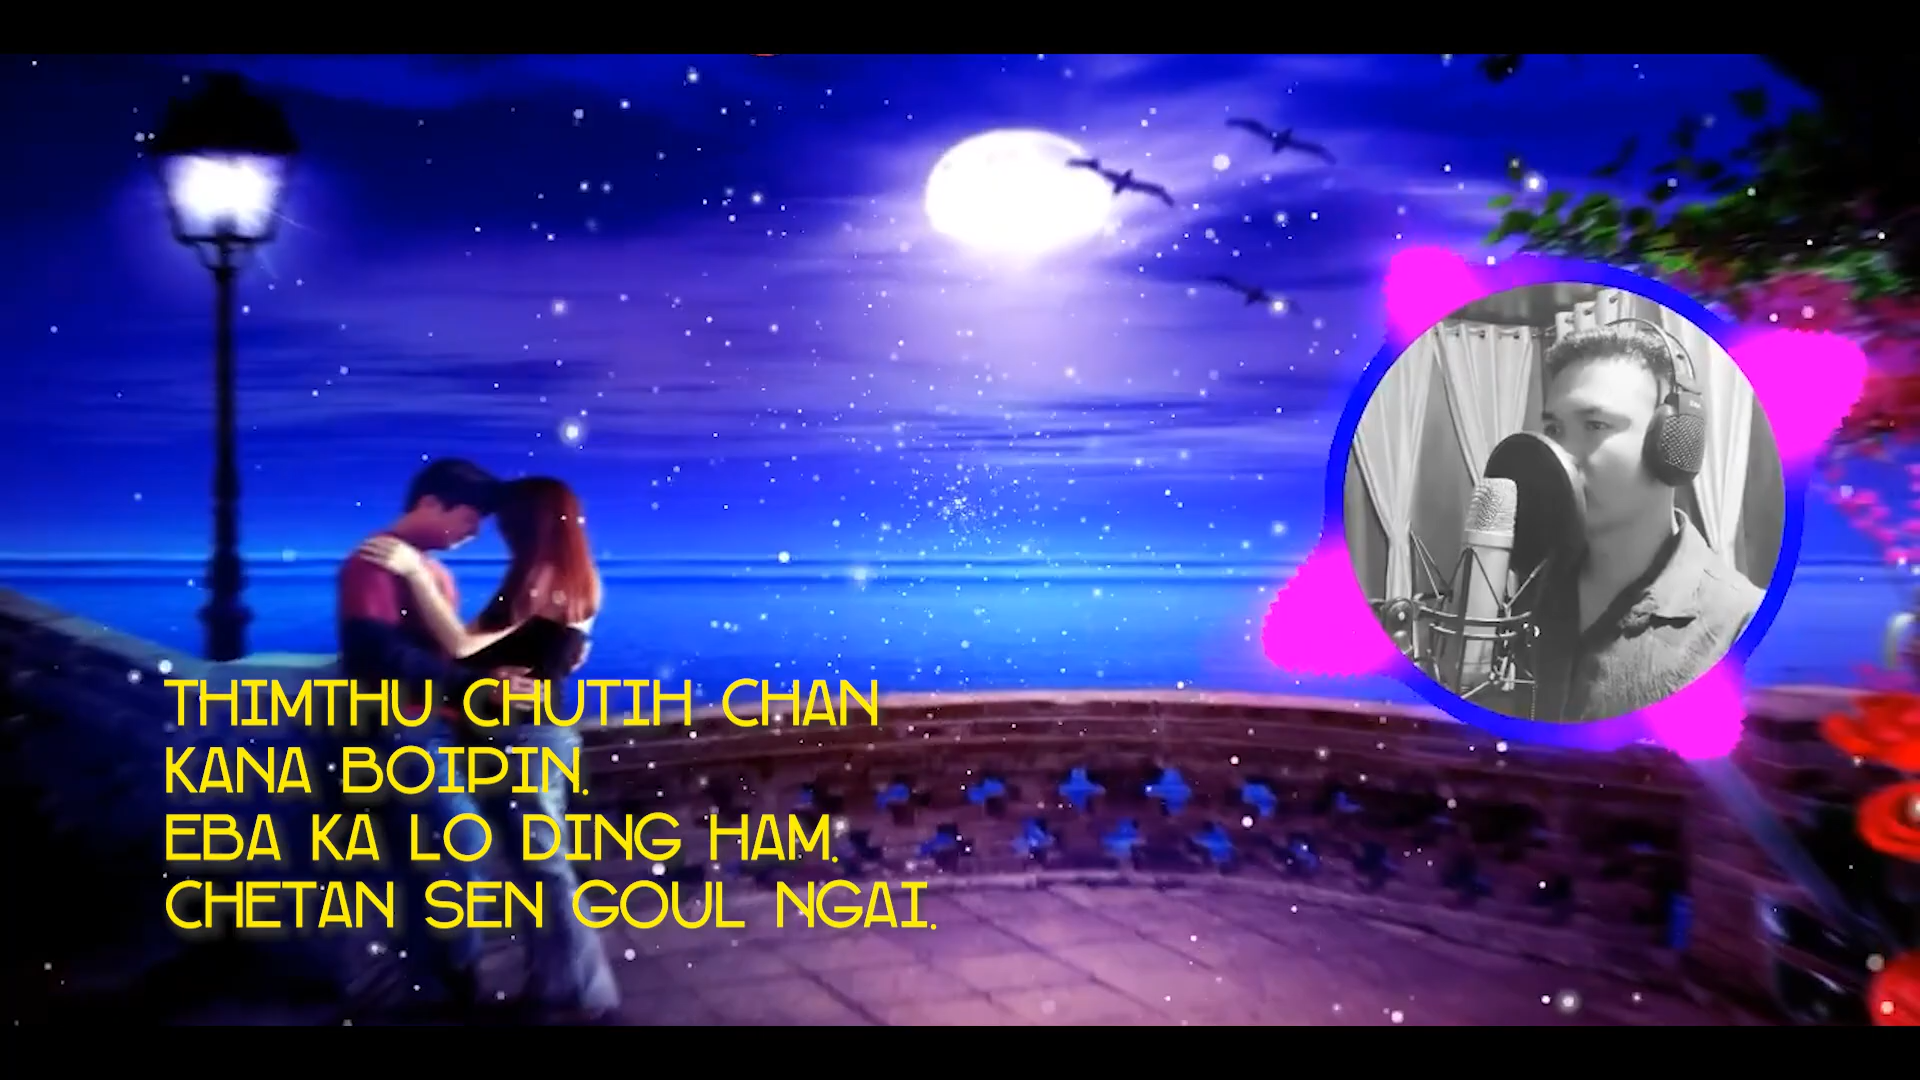 THIMTHU CHUTIH CHAN
KANA BOIPIN.
EBA KA LO DING HAM.
CHETAN SEN GOUL NGAI.